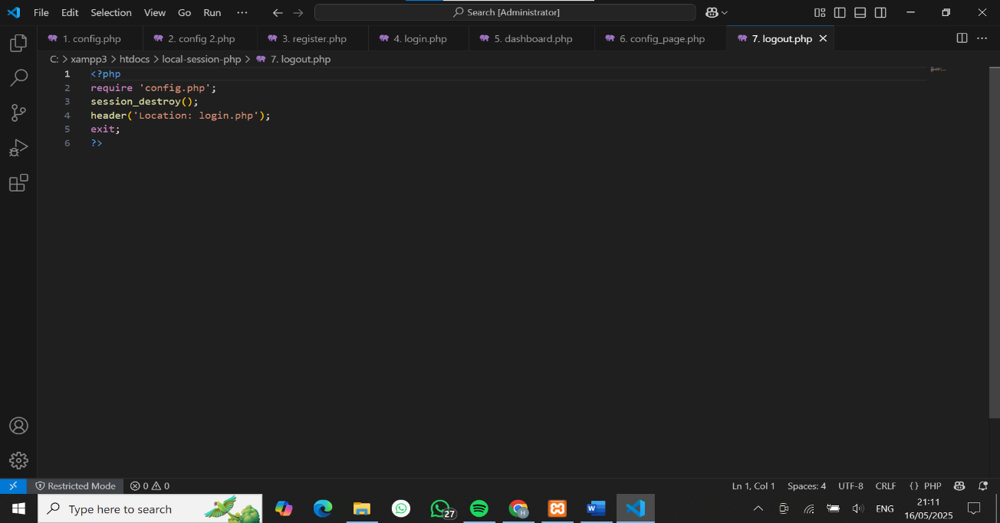 File Edit Selection View Go Run ··· Search [Administrator]
1. config.php 2. config 2.php 3. register.php 4. login.php 5. dashboard.php 6. config_page.php 7. logout.php
C: > xampp3 > htdocs > local-session-php > 7. logout.php
1 <?php
2 require 'config.php';
3 session_destroy();
4 header('Location: login.php');
5 exit;
6 ?>
Restricted Mode 0 0 Ln 1, Col 1 Spaces: 4 UTF-8 CRLF {} PHP
Type here to search 27 ENG 21:11
16/05/2025